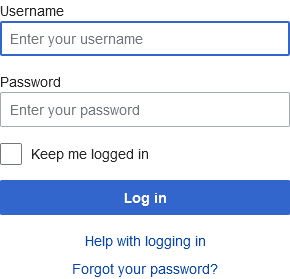 Username
Enter your username
Password
Enter your password
Keep me logged in
Log in
Help with logging in
Forgot your password?